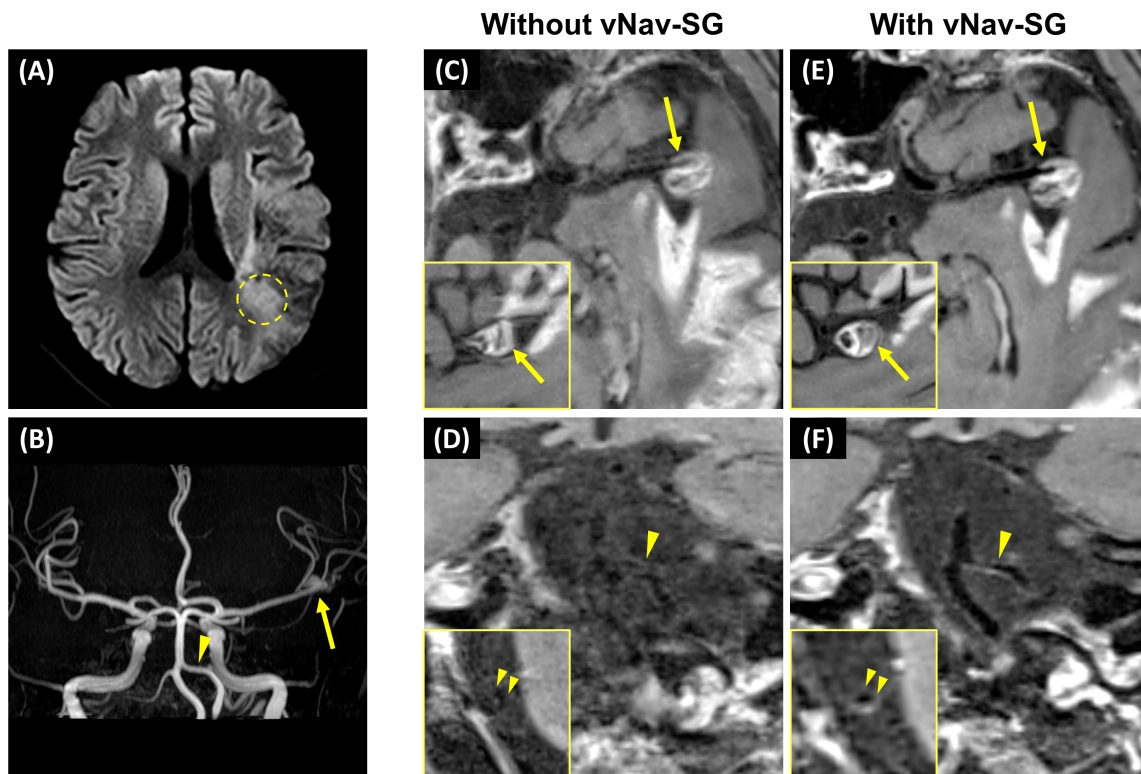 Without vNav-SG
With vNav-SG
(A)
(C)
(E)
(B)
(D)
(F)